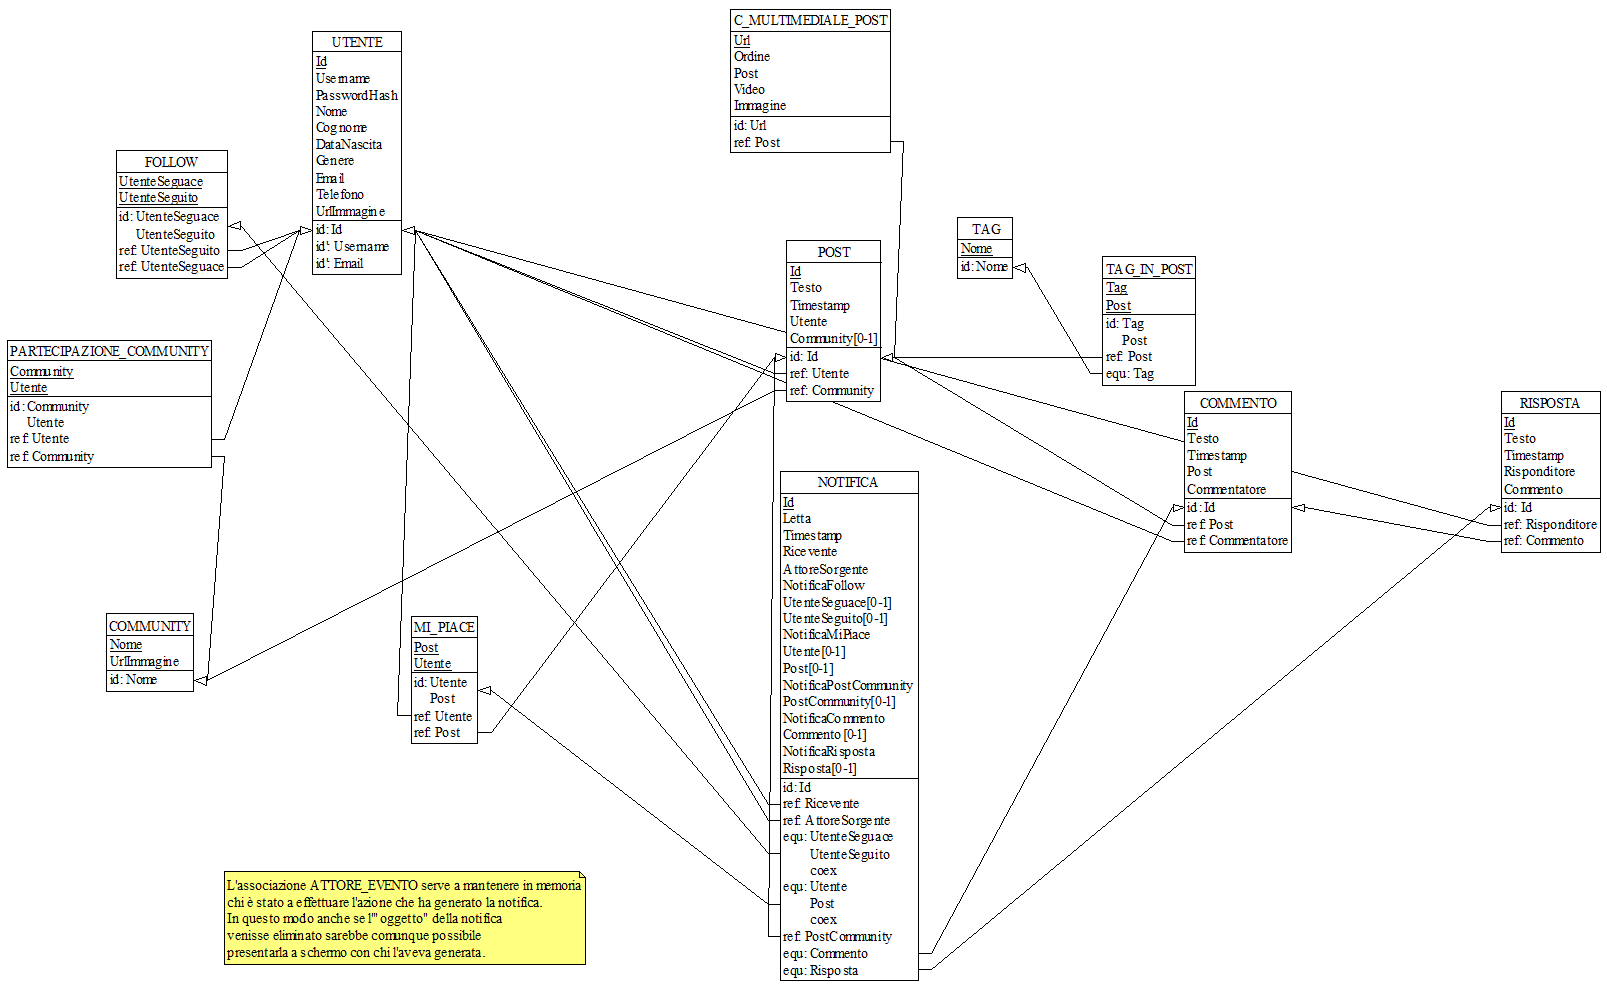 UTENTE
Id
Username
PasswordHash
Nome
Cognome
DataNascita
Genere
Email
Telefono
UrlImmagine
id: Id
id': Username
id': Email
C_MULTIMEDIALE_POST
Url
Ordine
Post
Video
Immagine
id: Url
ref: Post
FOLLOW
UtenteSeguace
UtenteSeguito
id: UtenteSeguace
UtenteSeguito
ref: UtenteSeguito
ref: UtenteSeguace
POST
Id
Testo
Timestamp
Utente
Community[0-1]
id: Id
ref: Utente
ref: Community
TAG
Nome
id: Nome
TAG_IN_POST
Tag
Post
id: Tag
Post
ref: Post
equ: Tag
PARTECIPAZIONE_COMMUNITY
Community
Utente
id: Community
Utente
ref: Utente
ref: Community
COMMENTO
Id
Testo
Timestamp
Post
Commentatore
id: Id
ref: Post
ref: Commentatore
RISPOSTA
Id
Testo
Timestamp
Risponditore
Commento
id: Id
ref: Risponditore
ref: Commento
NOTIFICA
Id
Letta
Timestamp
Ricevente
AttoreSorgente
NotificaFollow
UtenteSeguace[0-1]
UtenteSeguito[0-1]
NotificaMiPiace
Utente[0-1]
Post[0-1]
NotificaPostCommunity
PostCommunity[0-1]
NotificaCommento
Commento[0-1]
NotificaRisposta
Risposta[0-1]
id: Id
ref: Ricevente
ref: AttoreSorgente
equ: UtenteSeguace
UtenteSeguito
coex
equ: Utente
Post
coex
ref: PostCommunity
equ: Commento
equ: Risposta
COMMUNITY
Nome
UrlImmagine
id: Nome
MI_PIACE
Post
Utente
id: Utente
Post
ref: Utente
ref: Post
L'associazione ATTORE_EVENTO serve a mantenere in memoria
chi è stato a effettuare l'azione che ha generato la notifica.
In questo modo anche se l'"oggetto" della notifica
venisse eliminato sarebbe comunque possibile
presentarla a schermo con chi l'aveva generata.